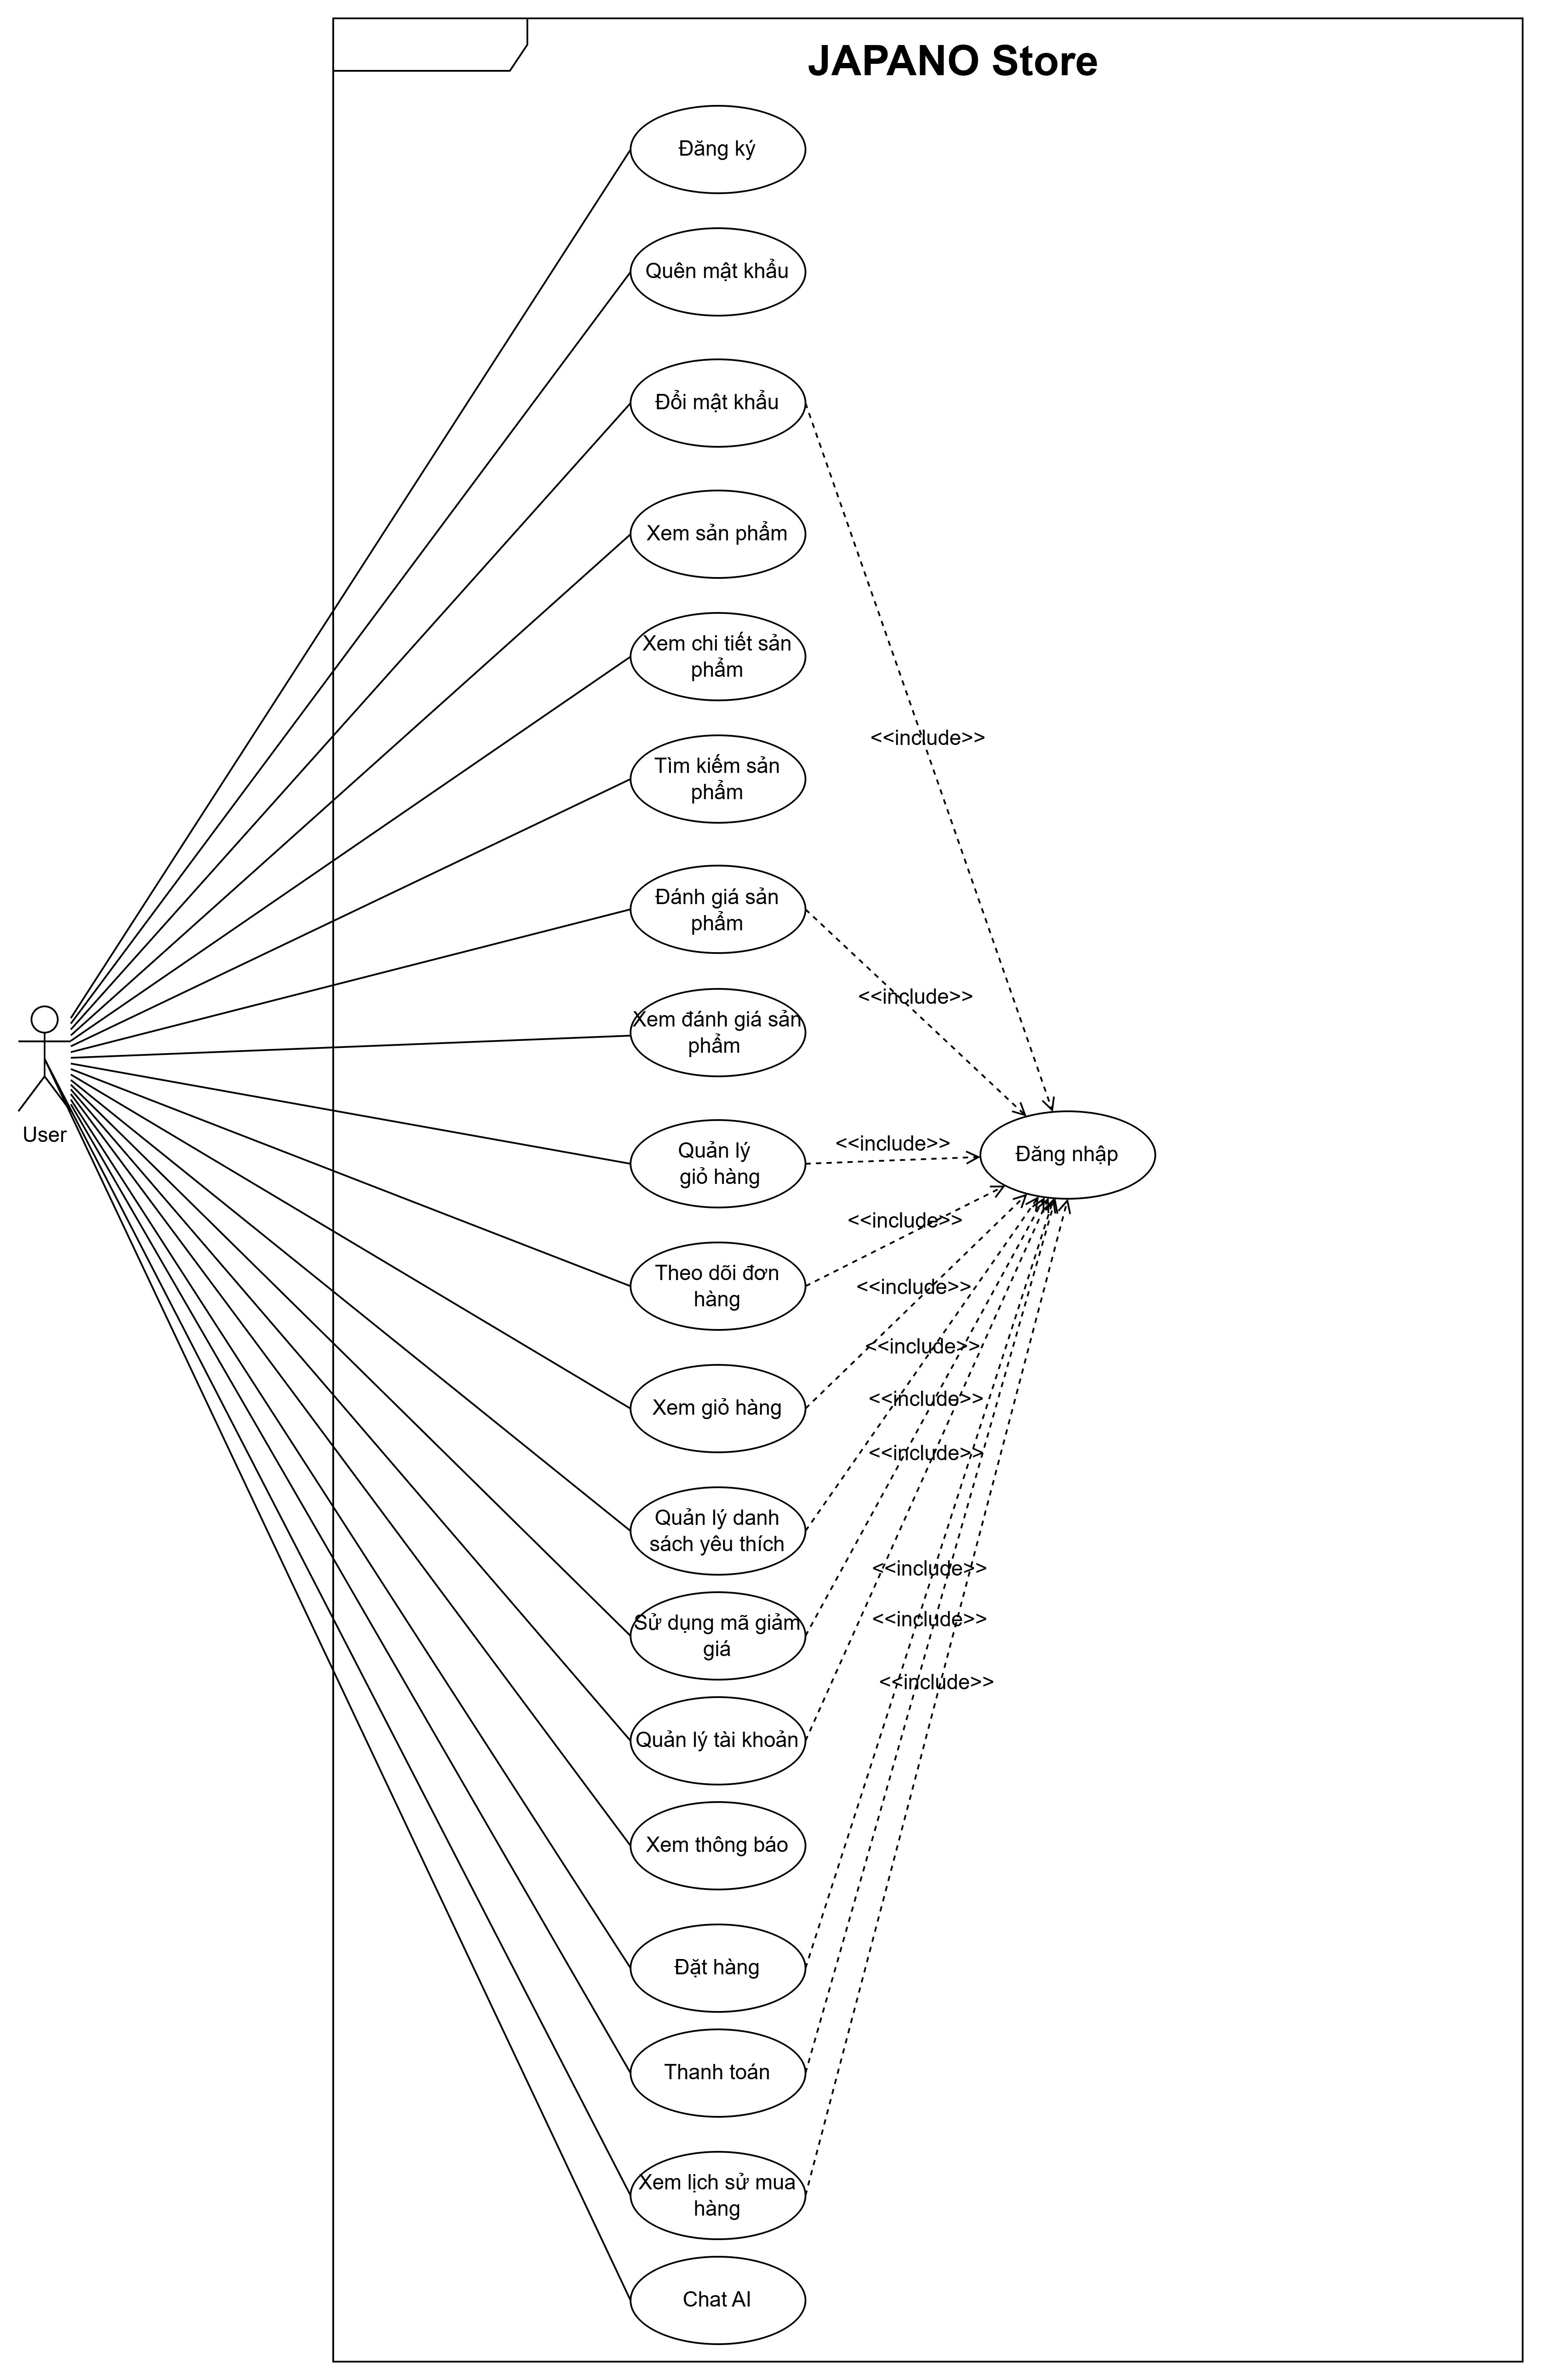 JAPANO Store
Đăng ký
Quên mật khẩu
Đổi mật khẩu
Xem sản phẩm
Xem chi tiết sản
phẩm
<<include>>
Tìm kiếm sản
phẩm
Đánh giá sản
phẩm
<<include>>
Xem đánh giá sản
phẩm
User
Quản lý
giỏ hàng
<<include>>
Đăng nhập
<<include>>
Theo dõi đơn
hàng
<<include>>
<<include>>
Xem giỏ hàng
<<include>>
<<include>>
Quản lý danh
sách yêu thích
<<include>>
Sử dụng mã giảm
giá
<<include>>
<<include>>
Quản lý tài khoản
Xem thông báo
Đặt hàng
Thanh toán
Xem lịch sử mua
hàng
Chat AI